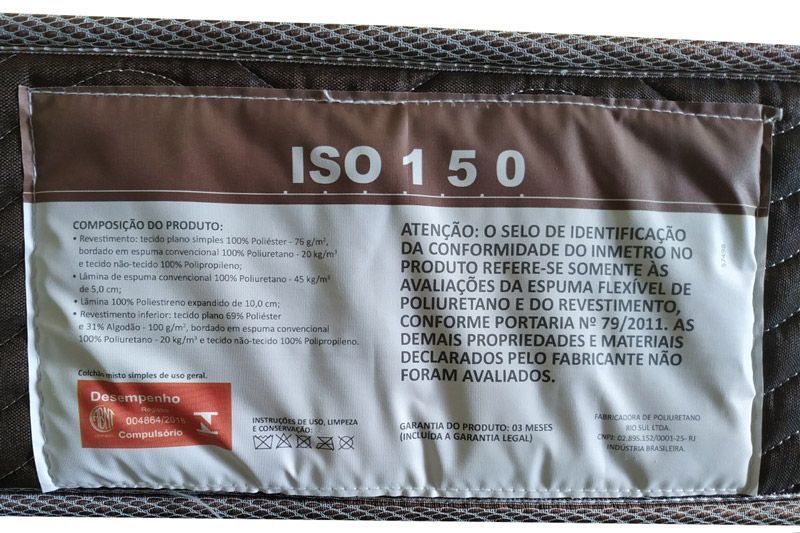 ISO 150
COMPOSIÇÃO DO PRODUTO:
• Revestimento: tecido plano simples 100% Poliéster - 76 g/m²,
bordado em espuma convencional 100% Poliuretano - 20 kg/m³
e tecido não-tecido 100% Polipropileno;
• Lâmina de espuma convencional 100% Poliuretano - 45 kg/m³
de 5,0 cm;
• Lâmina 100% Poliestireno expandido de 10,0 cm;
• Revestimento inferior: tecido plano 69% Poliéster
e 31% Algodão - 100 g/m², bordado em espuma convencional
100% Poliuretano - 20 kg/m³ e tecido não-tecido 100% Polipropileno.
Colchão misto simples de uso geral.
Desempenho
Registro
004864/2016
Compulsório
ABNT
INSTRUÇÕES DE USO, LIMPEZA
E CONSERVAÇÃO:
ATENÇÃO: O SELO DE IDENTIFICAÇÃO
DA CONFORMIDADE DO INMETRO NO
PRODUTO REFERE-SE SOMENTE ÀS
AVALIAÇÕES DA ESPUMA FLEXÍVEL DE
POLIURETANO E DO REVESTIMENTO,
CONFORME PORTARIA Nº 79/2011. AS
DEMAIS PROPRIEDADES E MATERIAIS
DECLARADOS PELO FABRICANTE NÃO
FORAM AVALIADOS.
GARANTIA DO PRODUTO: 03 MESES
(INCLUÍDA A GARANTIA LEGAL)
FABRICADORA DE POLIURETANO
RIO SUL LTDA.
CNPJ: 02.895.152/0001-25- RJ
INDÚSTRIA BRASILEIRA.